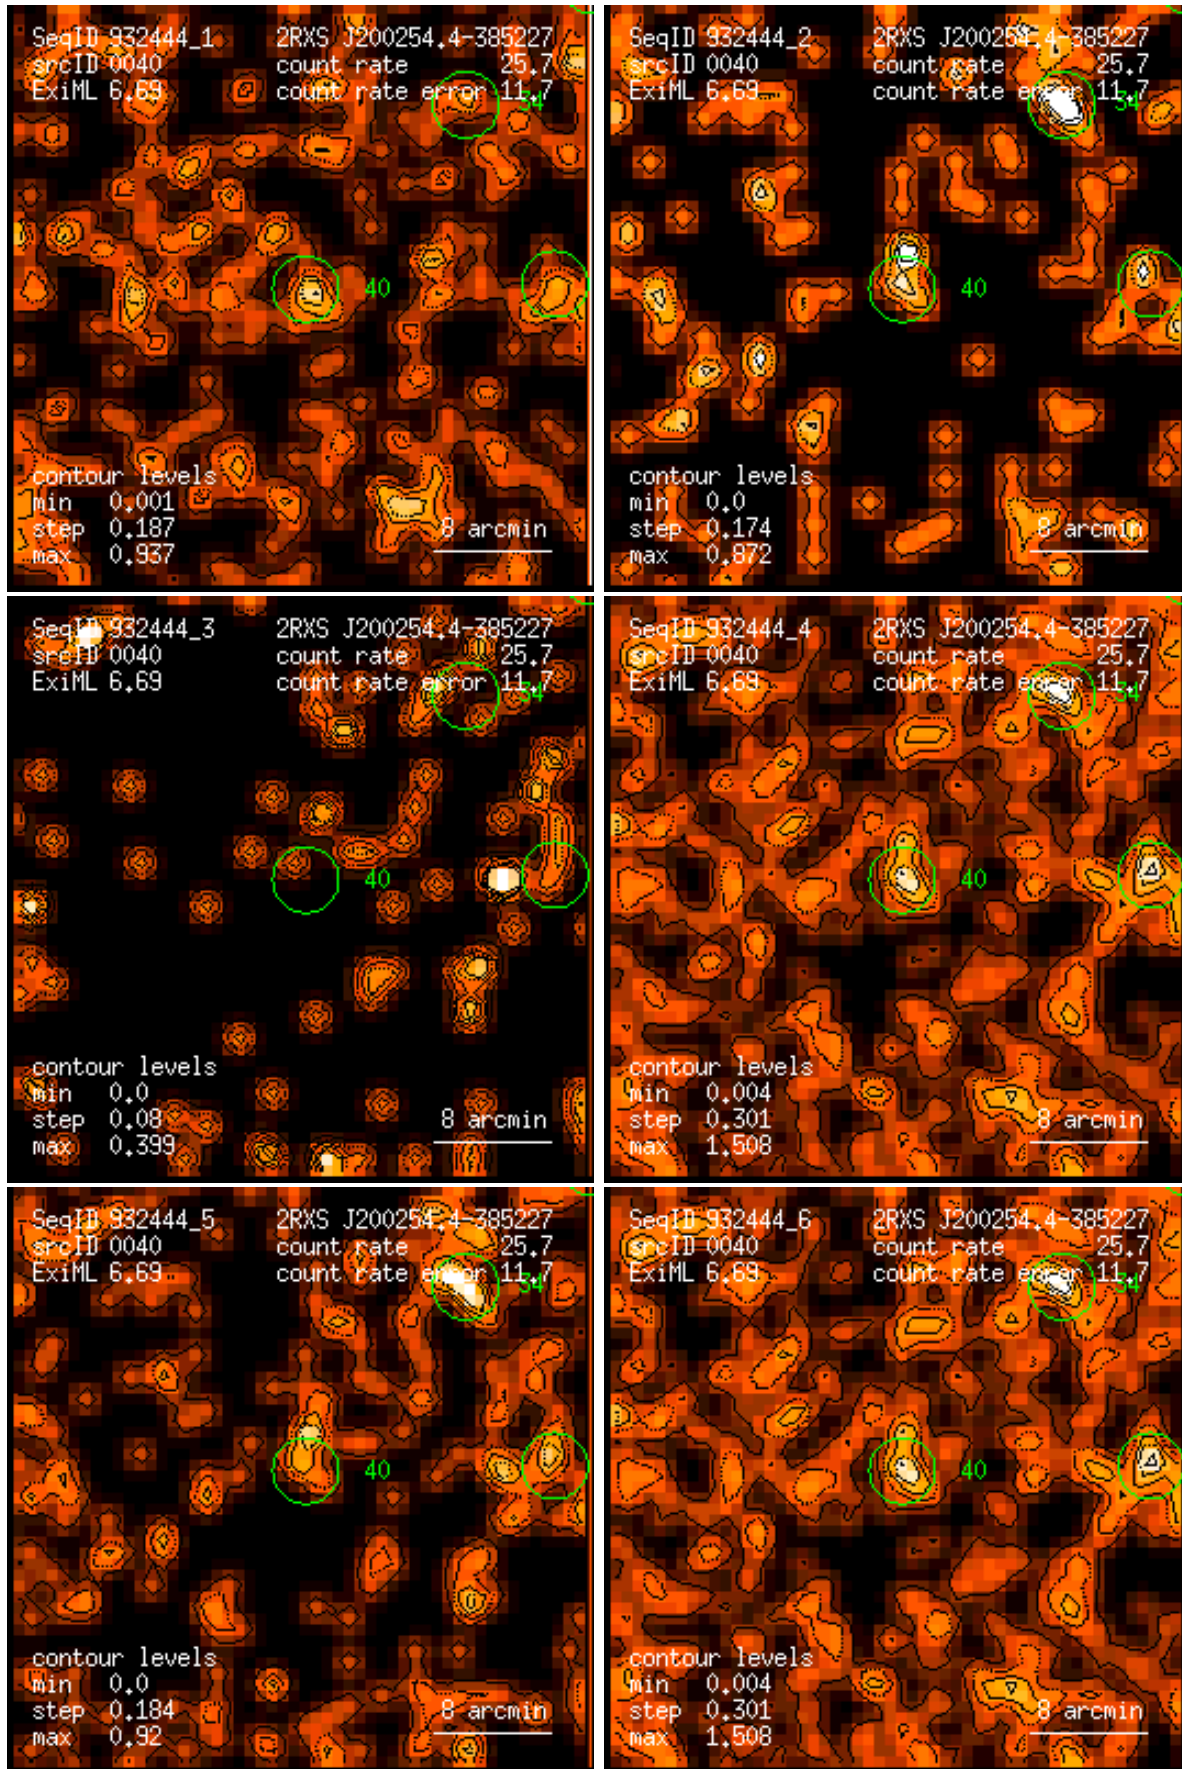 SeqID 932444_1 2RXS J200254.4-385227
srcID 0040 count rate 25.7
ExiML 6.69 count rate error 11.7
34
40
contour levels
min 0.001
step 0.187
max 0.937
8 arcmin
SeqID 932444_2 2RXS J200254.4-385227
srcID 0040 count rate 25.7
ExiML 6.69 count rate error 11.7
34
40
contour levels
min 0.0
step 0.174
max 0.872
8 arcmin
SeqID 932444_3 2RXS J200254.4-385227
srcID 0040 count rate 25.7
ExiML 6.69 count rate error 11.7
34
40
contour levels
min 0.0
step 0.08
max 0.399
8 arcmin
SeqID 932444_4 2RXS J200254.4-385227
srcID 0040 count rate 25.7
ExiML 6.69 count rate error 11.7
34
40
contour levels
min 0.004
step 0.301
max 1.508
8 arcmin
SeqID 932444_5 2RXS J200254.4-385227
srcID 0040 count rate 25.7
ExiML 6.69 count rate error 11.7
34
40
contour levels
min 0.0
step 0.184
max 0.92
8 arcmin
SeqID 932444_6 2RXS J200254.4-385227
srcID 0040 count rate 25.7
ExiML 6.69 count rate error 11.7
34
40
contour levels
min 0.004
step 0.301
max 1.508
8 arcmin